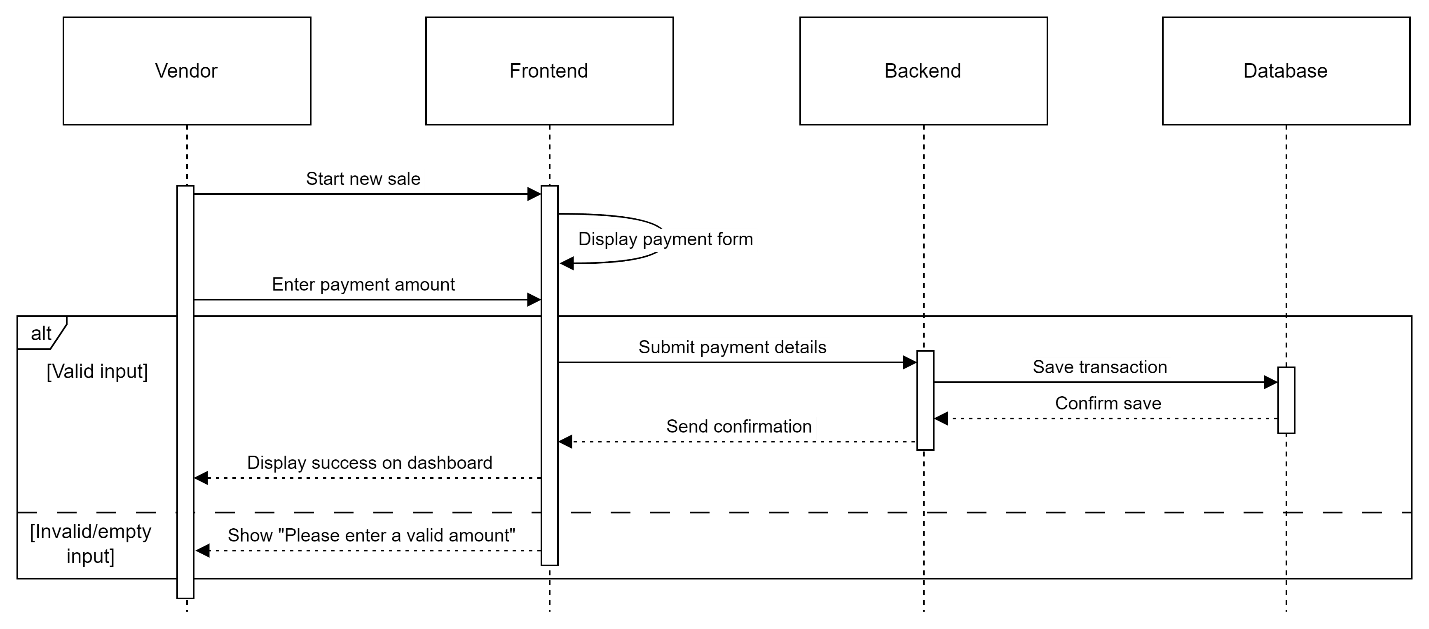 Vendor
Frontend
Backend
Database
Start new sale
Display payment form
Enter payment amount
alt
[Valid input]
Submit payment details
Save transaction
Confirm save
Send confirmation
Display success on dashboard
[Invalid/empty
input]
Show "Please enter a valid amount"